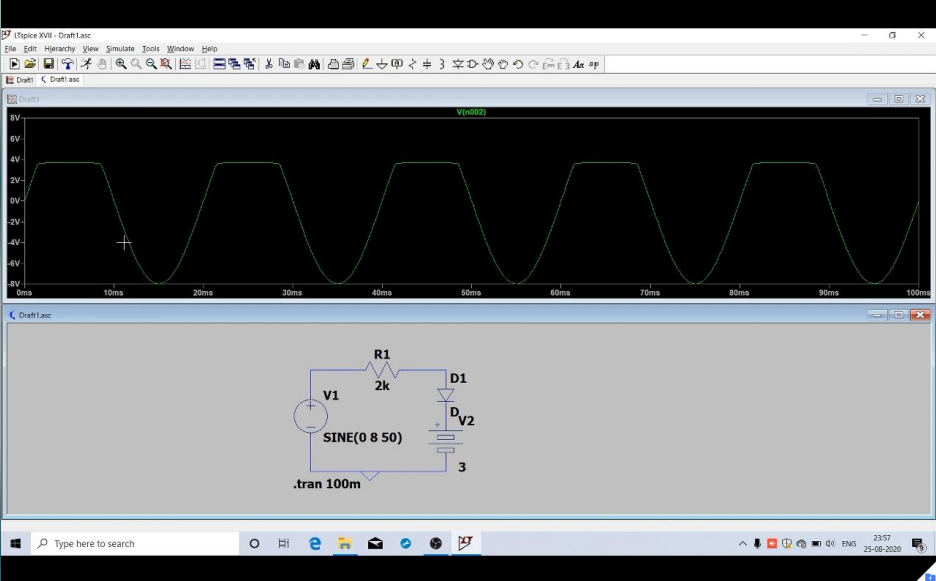 LTspice XVII - Draft1.asc
File Edit Hierarchy View Simulate Tools Window Help
Draft1 Draft1.asc
Draft1
V(n002)
8V
6V
4V
2V
0V
-2V
-4V
-6V
-8V
0ms 10ms 20ms 30ms 40ms 50ms 60ms 70ms 80ms 90ms 100ms
Draft1.asc
R1
2k
D1
V1
D
V2
SINE(0 8 50)
3
.tran 100m
Type here to search
ENG
23:57
25-08-2020